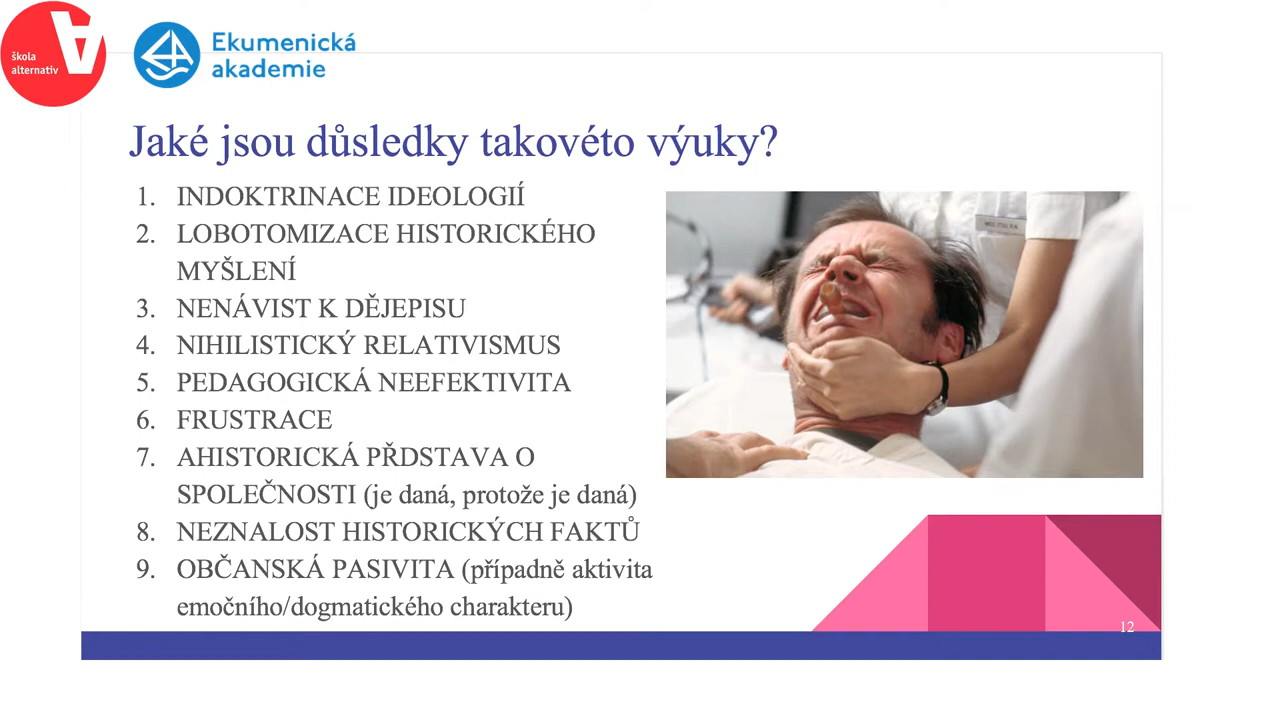 škola
alternativ
Ekumenická
akademie
Jaké jsou důsledky takovéto výuky?
1. INDOKTRINACE IDEOLOGIÍ
2. LOBOTOMIZACE HISTORICKÉHO
MYŠLENÍ
3. NENÁVIST K DĚJEPISU
4. NIHILISTICKÝ RELATIVISMUS
5. PEDAGOGICKÁ NEEFEKTIVITA
6. FRUSTRACE
7. AHISTORICKÁ PŘDSTAVA O
SPOLEČNOSTI (je daná, protože je daná)
8. NEZNALOST HISTORICKÝCH FAKTŮ
9. OBČANSKÁ PASIVITA (případně aktivita
emočního/dogmatického charakteru)
12